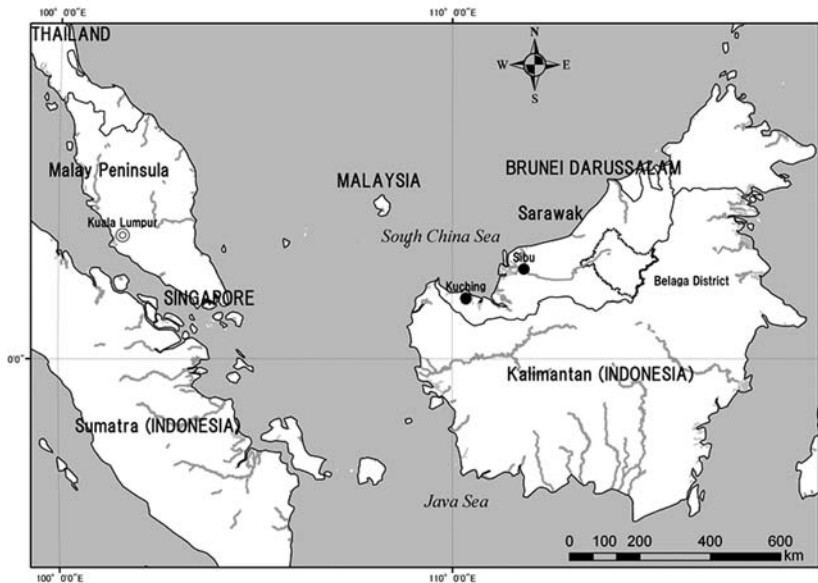 100° 0'0"E
110° 0'0"E
THAILAND
N
W
E
S
Malay Peninsula
MALAYSIA
BRUNEI DARUSSALAM
Kuala Lumpur
Sarawak
South China Sea
Sibu
Belaga District
Kuching
SINGAPORE
0'0"
0'0"
Kalimantan (INDONESIA)
Sumatra (INDONESIA)
Java Sea
0 100 200 400 600
km
100° 0'0"E
110° 0'0"E